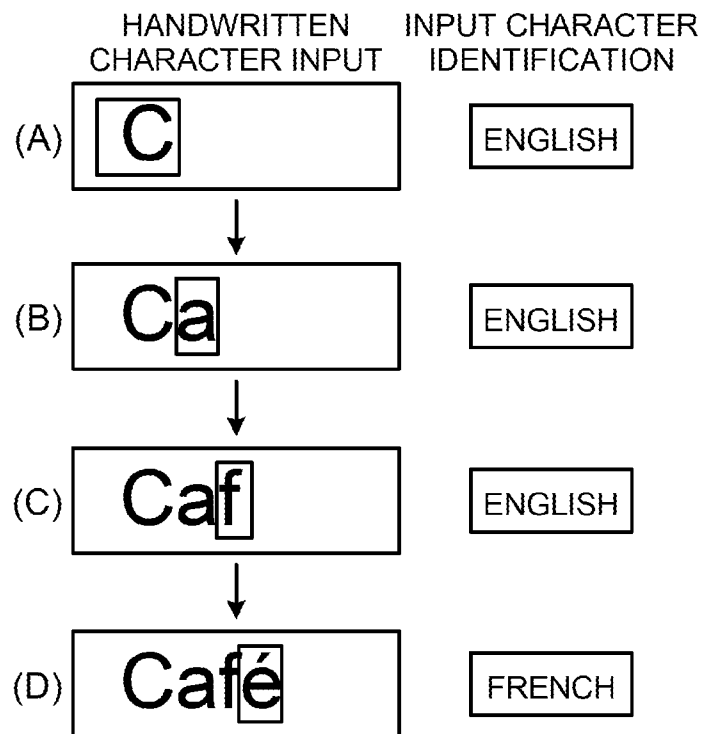 HANDWRITTEN CHARACTER INPUT
INPUT CHARACTER IDENTIFICATION
(A) C ENGLISH
(B) Ca ENGLISH
(C) Caf ENGLISH
(D) Café FRENCH